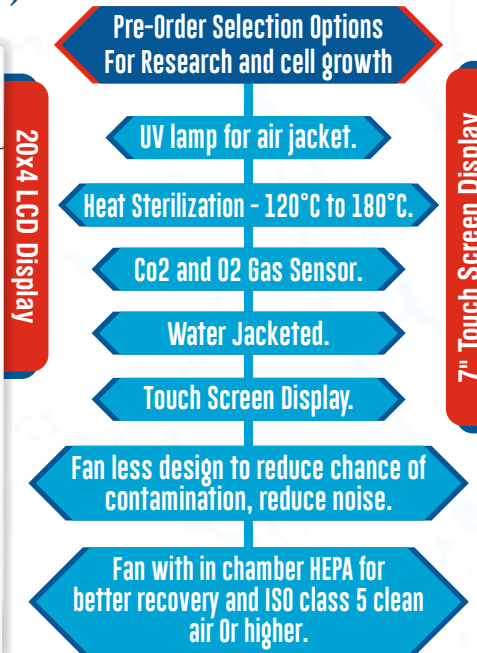 Pre-Order Selection Options
For Research and cell growth
20x4 LCD Display
UV lamp for air jacket.
Heat Sterilization - 120°C to 180°C.
Co2 and O2 Gas Sensor.
Water Jacketed.
Touch Screen Display.
Fan less design to reduce chance of
contamination, reduce noise.
Fan with in chamber HEPA for
better recovery and ISO class 5 clean
air Or higher.
7" Touch Screen Display